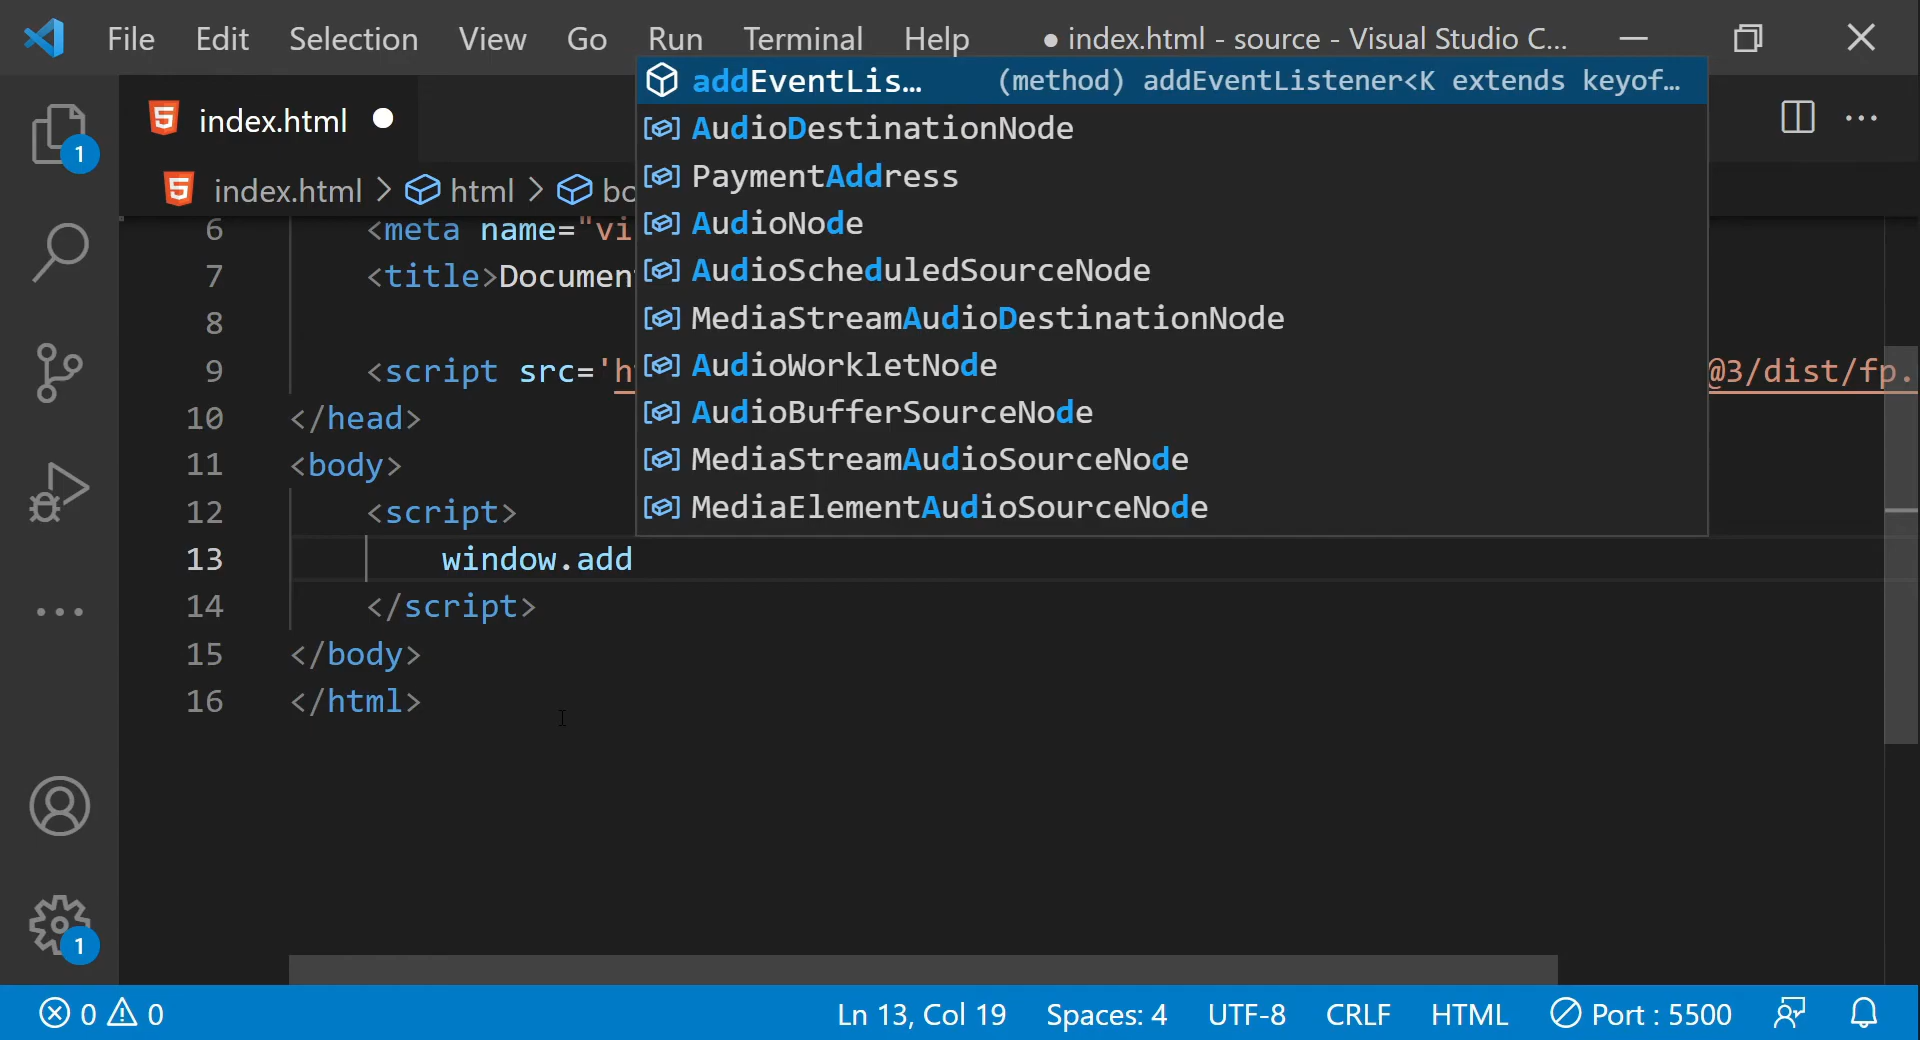 File Edit Selection View Go Run Terminal Help ● index.html - source - Visual Studio C...
index.html
index.html > html > bo
addEventLis... (method) addEventListener<K extends keyof...
AudioDestinationNode
PaymentAddress
AudioNode
AudioScheduledSourceNode
MediaStreamAudioDestinationNode
AudioWorkletNode
AudioBufferSourceNode
MediaStreamAudioSourceNode
MediaElementAudioSourceNode
1
6 <meta name="vi
7 <title>Documen
8
9 <script src='h @3/dist/fp.
10 </head>
11 <body>
12 <script>
13 window.add
14 </script>
15 </body>
16 </html>
1
0 0 Ln 13, Col 19 Spaces: 4 UTF-8 CRLF HTML Port : 5500